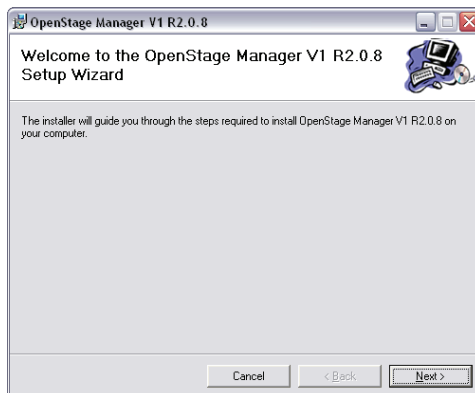 OpenStage Manager V1 R2.0.8
Welcome to the OpenStage Manager V1 R2.0.8
Setup Wizard
The installer will guide you through the steps required to install OpenStage Manager V1 R2.0.8 on
your computer.
Cancel
< Back
Next >